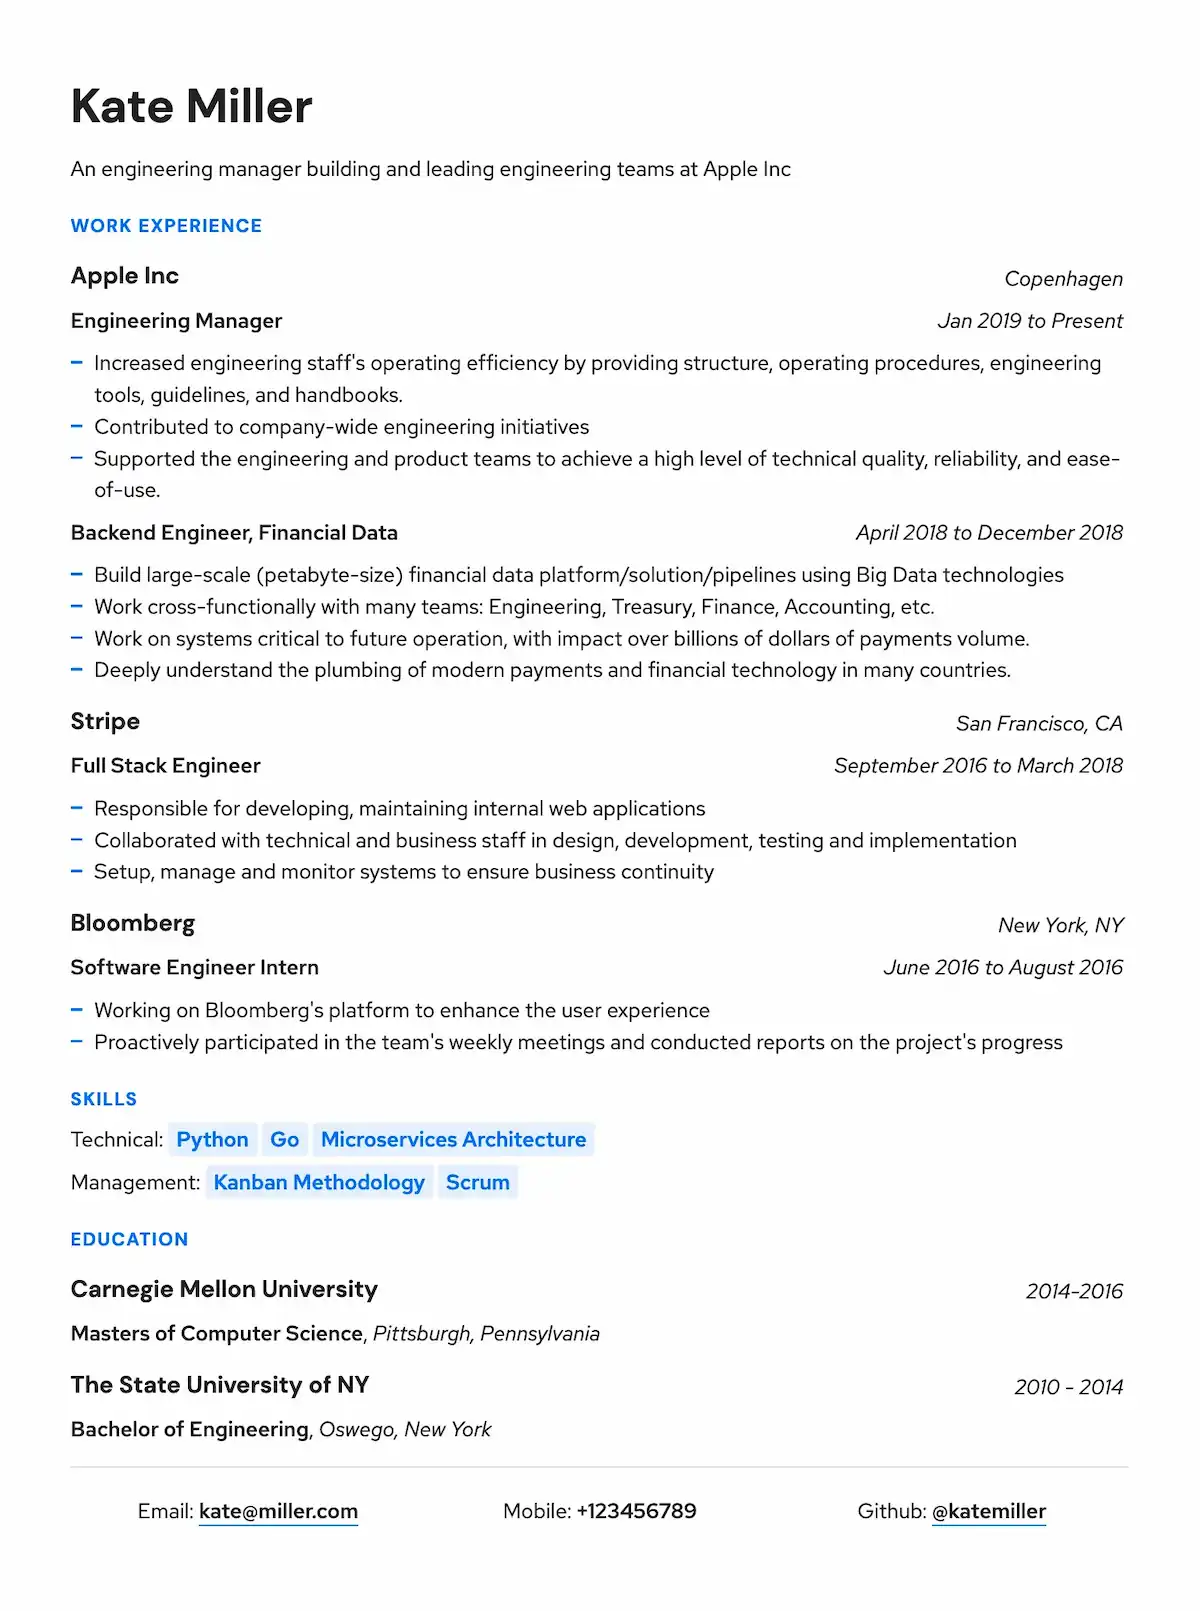 Kate Miller
An engineering manager building and leading engineering teams at Apple Inc
WORK EXPERIENCE
Apple Inc
Copenhagen
Engineering Manager
Jan 2019 to Present
– Increased engineering staff's operating efficiency by providing structure, operating procedures, engineering
tools, guidelines, and handbooks.
– Contributed to company-wide engineering initiatives
– Supported the engineering and product teams to achieve a high level of technical quality, reliability, and ease-
of-use.
Backend Engineer, Financial Data
April 2018 to December 2018
– Build large-scale (petabyte-size) financial data platform/solution/pipelines using Big Data technologies
– Work cross-functionally with many teams: Engineering, Treasury, Finance, Accounting, etc.
– Work on systems critical to future operation, with impact over billions of dollars of payments volume.
– Deeply understand the plumbing of modern payments and financial technology in many countries.
Stripe
San Francisco, CA
Full Stack Engineer
September 2016 to March 2018
– Responsible for developing, maintaining internal web applications
– Collaborated with technical and business staff in design, development, testing and implementation
– Setup, manage and monitor systems to ensure business continuity
Bloomberg
New York, NY
Software Engineer Intern
June 2016 to August 2016
– Working on Bloomberg's platform to enhance the user experience
– Proactively participated in the team's weekly meetings and conducted reports on the project's progress
SKILLS
Technical: Python Go Microservices Architecture
Management: Kanban Methodology Scrum
EDUCATION
Carnegie Mellon University
2014-2016
Masters of Computer Science, Pittsburgh, Pennsylvania
The State University of NY
2010 - 2014
Bachelor of Engineering, Oswego, New York
Email: kate@miller.com
Mobile: +123456789
Github: @katemiller